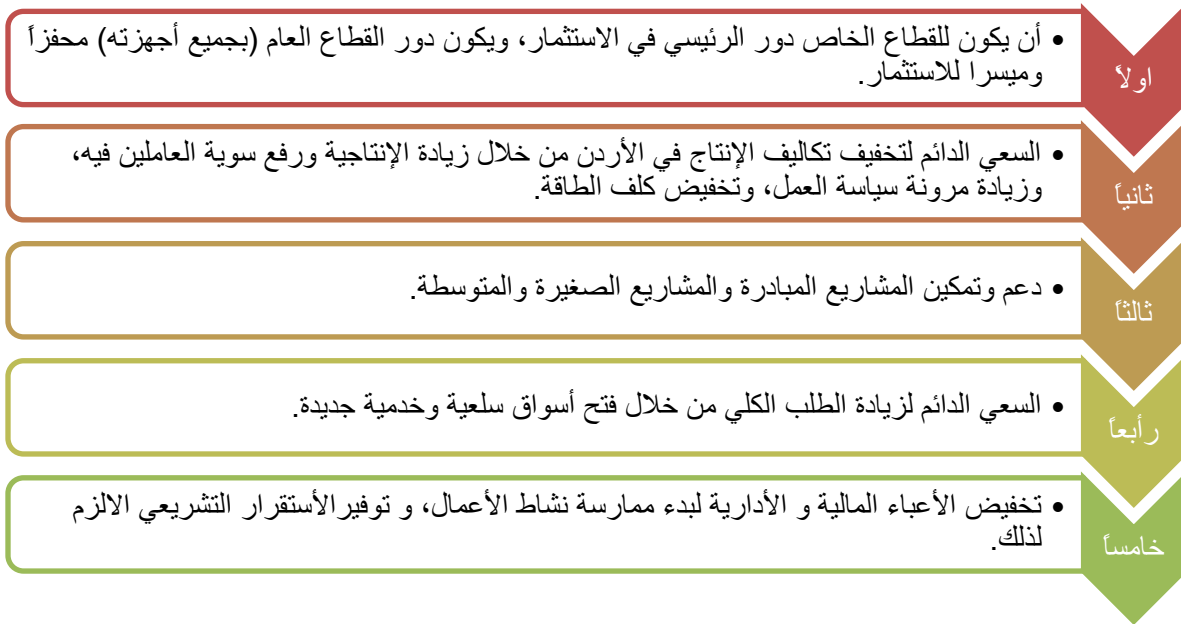 اولاً
• أن يكون للقطاع الخاص دور الرئيسي في الاستثمار، ويكون دور القطاع العام (بجميع أجهزته) محفزاً
وميسرا للاستثمار.
ثانياً
• السعي الدائم لتخفيف تكاليف الإنتاج في الأردن من خلال زيادة الإنتاجية ورفع سوية العاملين فيه،
وزيادة مرونة سياسة العمل، وتخفيض كلف الطاقة.
ثالثاً
• دعم وتمكين المشاريع المبادرة والمشاريع الصغيرة والمتوسطة.
رأبعاً
• السعي الدائم لزيادة الطلب الكلي من خلال فتح أسواق سلعية وخدمية جديدة.
خامساً
• تخفيض الأعباء المالية و الأدارية لبدء ممارسة نشاط الأعمال، و توفيرالأستقرار التشريعي الالزم
لذلك.